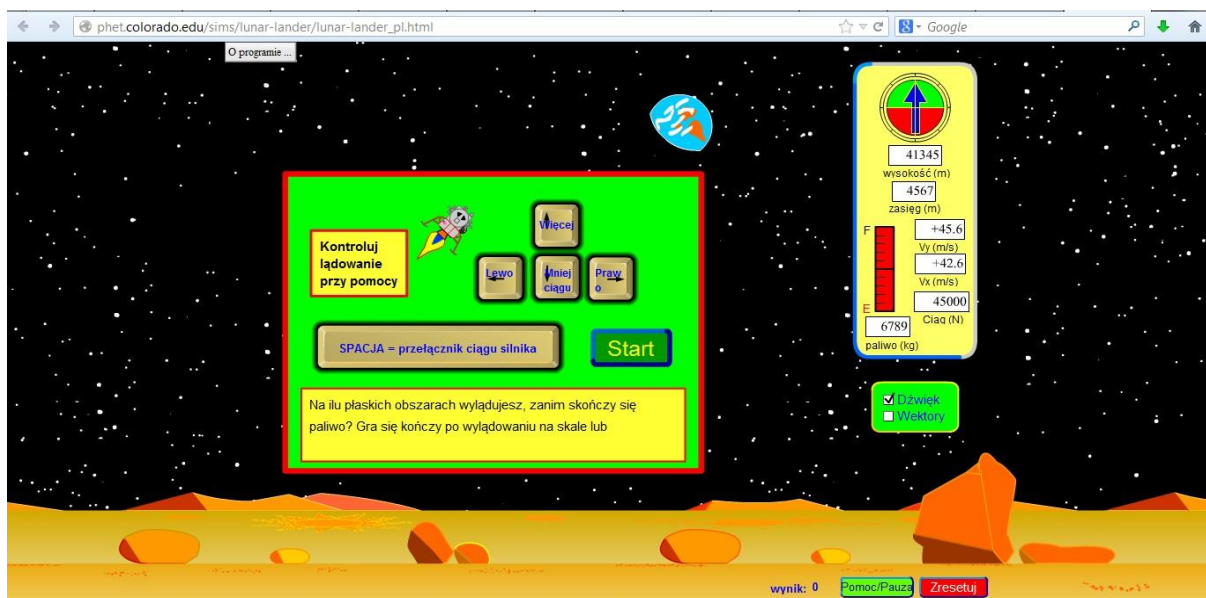 phet.colorado.edu/sims/lunar-lander/lunar-lander_pl.html
Google
O programie ...
41345
wysokość (m)
4567
zasięg (m)
F
+45.6
Vy (m/s)
+42.6
Vx (m/s)
E
45000
Ciąg (N)
6789
paliwo (kg)
Kontroluj
lądowanie
przy pomocy
Więcej
Lewo
Mniej
ciągu
Praw
o
SPACJA = przełącznik ciągu silnika
Start
Na ilu płaskich obszarach wylądujesz, zanim skończy się
paliwo? Gra się kończy po wylądowaniu na skale lub
Dźwięk
Wektory
wynik: 0
Pomoc/Pauza
Zresetuj